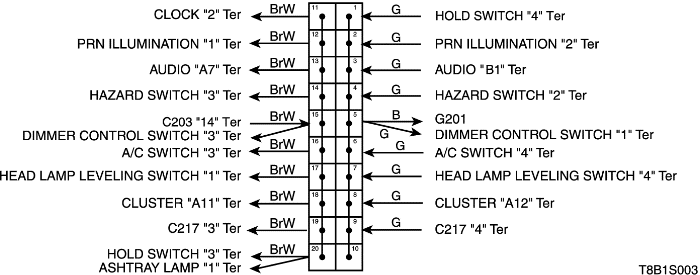 CLOCK "2" Ter BrW 11 1 G HOLD SWITCH "4" Ter
PRN ILLUMINATION "1" Ter BrW 12 2 G PRN ILLUMINATION "2" Ter
AUDIO "A7" Ter BrW 13 3 G AUDIO "B1" Ter
HAZARD SWITCH "3" Ter BrW 14 4 G HAZARD SWITCH "2" Ter
C203 "14" Ter BrW 15 5 B G201
DIMMER CONTROL SWITCH "3" Ter G DIMMER CONTROL SWITCH "1" Ter
A/C SWITCH "3" Ter BrW 16 6 G A/C SWITCH "4" Ter
HEAD LAMP LEVELING SWITCH "1" Ter BrW 17 7 G HEAD LAMP LEVELING SWITCH "4" Ter
CLUSTER "A11" Ter BrW 18 8 G CLUSTER "A12" Ter
C217 "3" Ter BrW 19 9 G C217 "4" Ter
HOLD SWITCH "3" Ter BrW 20 10
ASHTRAY LAMP "1" Ter
T8B1S003